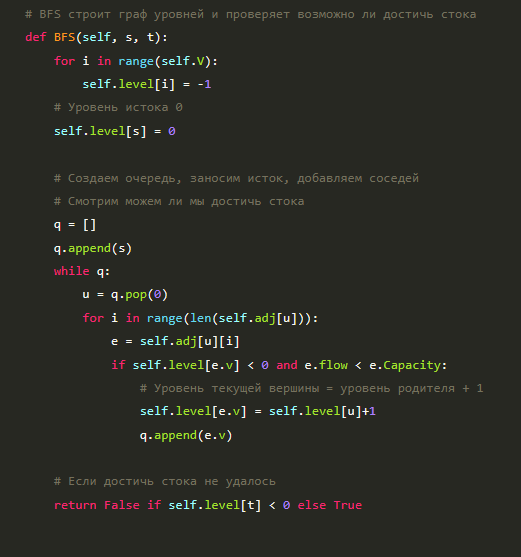 # BFS строит граф уровней и проверяет возможно ли достичь стока
def BFS(self, s, t):
    for i in range(self.V):
        self.level[i] = -1
    # Уровень истока 0
    self.level[s] = 0

    # Создаем очередь, заносим исток, добавляем соседей
    # Смотрим можем ли мы достичь стока
    q = []
    q.append(s)
    while q:
        u = q.pop(0)
        for i in range(len(self.adj[u])):
            e = self.adj[u][i]
            if self.level[e.v] < 0 and e.flow < e.Capacity:
                # Уровень текущей вершины = уровень родителя + 1
                self.level[e.v] = self.level[u]+1
                q.append(e.v)

    # Если достичь стока не удалось
    return False if self.level[t] < 0 else True